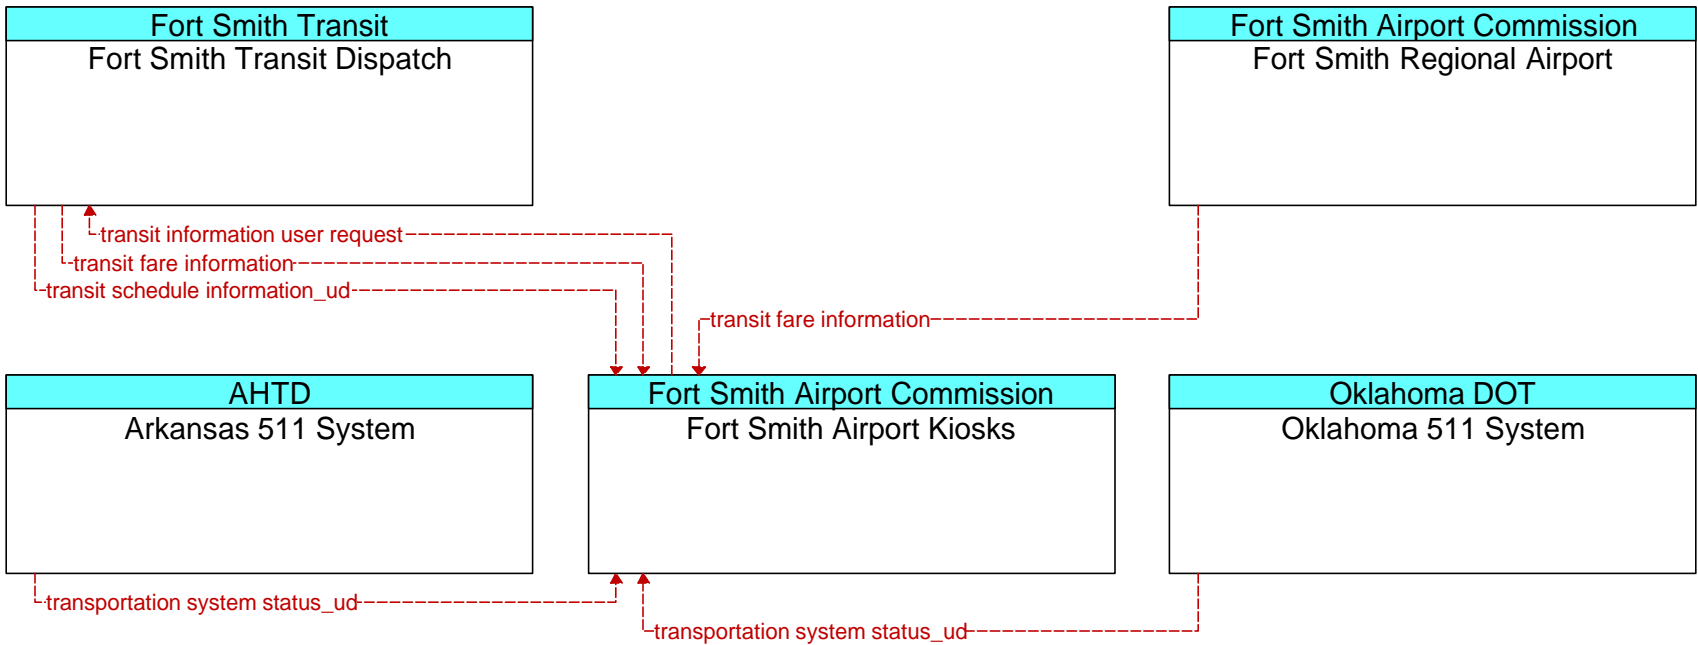 Fort Smith Transit
Fort Smith Transit Dispatch
Fort Smith Airport Commission
Fort Smith Regional Airport
transit information user request
transit fare information
transit schedule information_ud
transit fare information
AHTD
Arkansas 511 System
Fort Smith Airport Commission
Fort Smith Airport Kiosks
Oklahoma DOT
Oklahoma 511 System
transportation system status_ud
transportation system status_ud